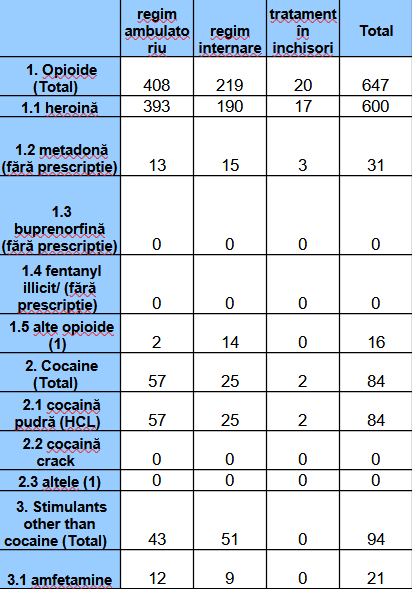 regim ambulato riu | regim internare | tratament în inchisori | Total
1. Opioide (Total) | 408 | 219 | 20 | 647
1.1 heroină | 393 | 190 | 17 | 600
1.2 metadonă (fără prescripție) | 13 | 15 | 3 | 31
1.3 buprenorfină (fără prescripție) | 0 | 0 | 0 | 0
1.4 fentanyl illicit/ (fără prescripție) | 0 | 0 | 0 | 0
1.5 alte opioide (1) | 2 | 14 | 0 | 16
2. Cocaine (Total) | 57 | 25 | 2 | 84
2.1 cocaină pudră (HCL) | 57 | 25 | 2 | 84
2.2 cocaină crack | 0 | 0 | 0 | 0
2.3 altele (1) | 0 | 0 | 0 | 0
3. Stimulants other than cocaine (Total) | 43 | 51 | 0 | 94
3.1 amfetamine | 12 | 9 | 0 | 21